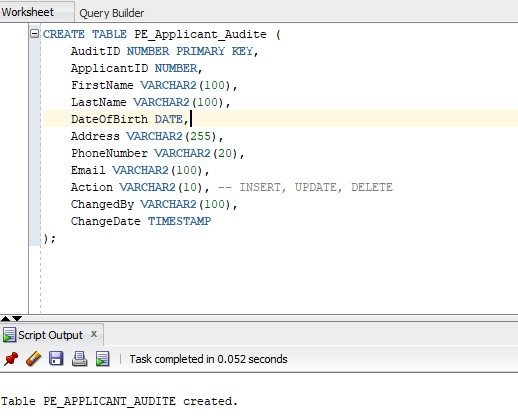 Worksheet Query Builder
CREATE TABLE PE_Applicant_Audite (
AuditID NUMBER PRIMARY KEY,
ApplicantID NUMBER,
FirstName VARCHAR2(100),
LastName VARCHAR2(100),
DateOfBirth DATE,
Address VARCHAR2(255),
PhoneNumber VARCHAR2(20),
Email VARCHAR2(100),
Action VARCHAR2(10), -- INSERT, UPDATE, DELETE
ChangedBy VARCHAR2(100),
ChangeDate TIMESTAMP
);
Script Output x
Task completed in 0.052 seconds
Table PE_APPLICANT_AUDITE created.